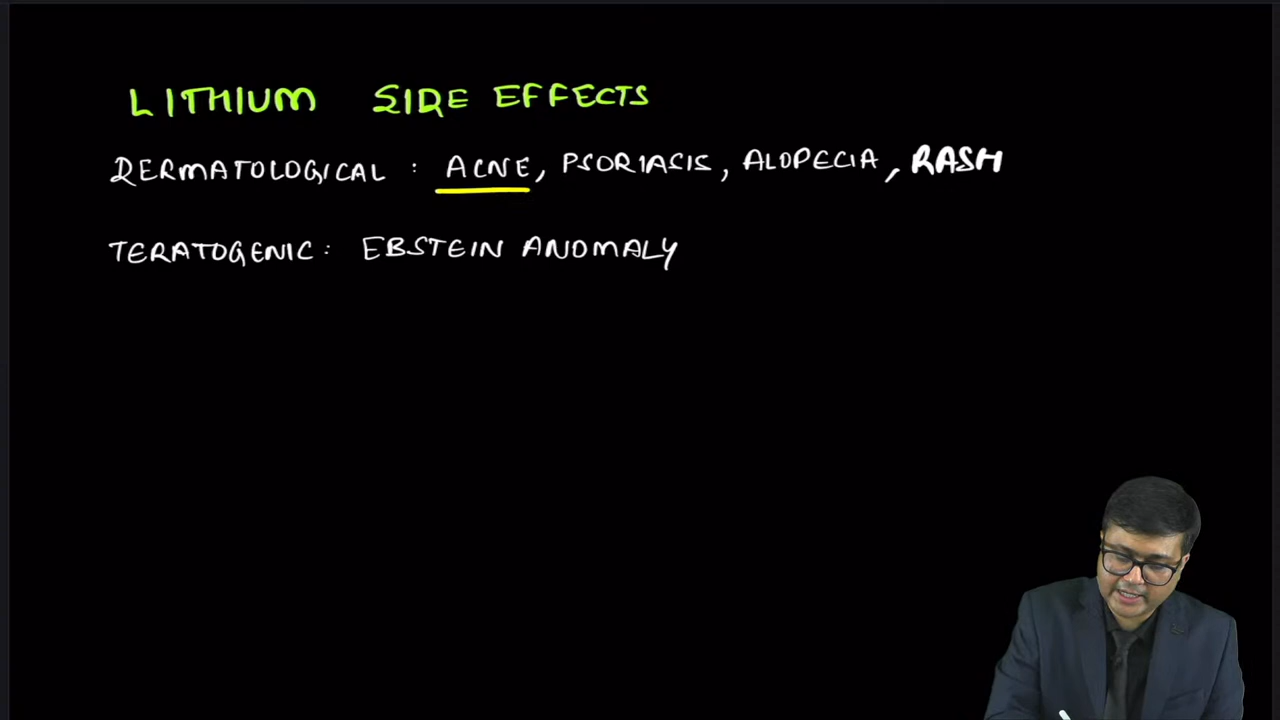 LITHIUM SIDE EFFECTS
DERMATOLOGICAL : ACNE, PSORIASIS, ALOPECIA, RASH
TERATOGENIC: EBSTEIN ANOMALY